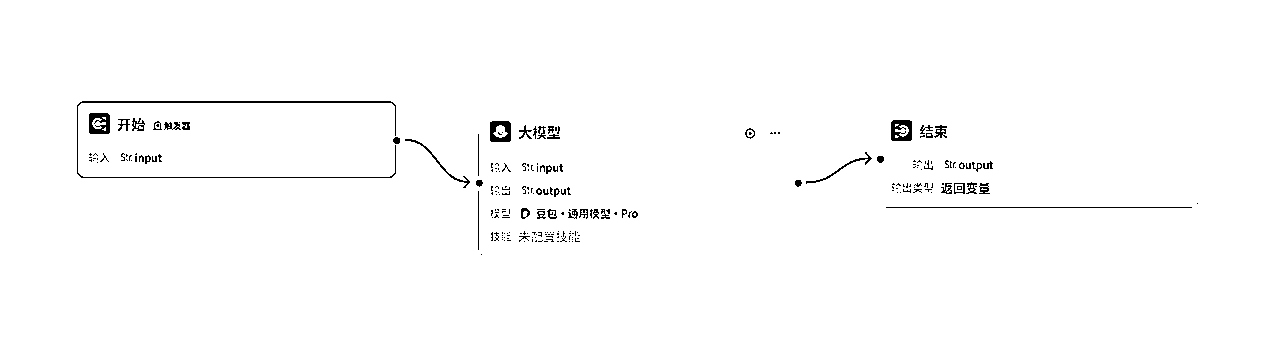 开始 触发器
输入 Str. input
大模型
输入 Str. input
输出 Str. output
模型 豆包·通用模型·Pro
技能 未配置技能
结束
输出 Str. output
输出类型 返回变量